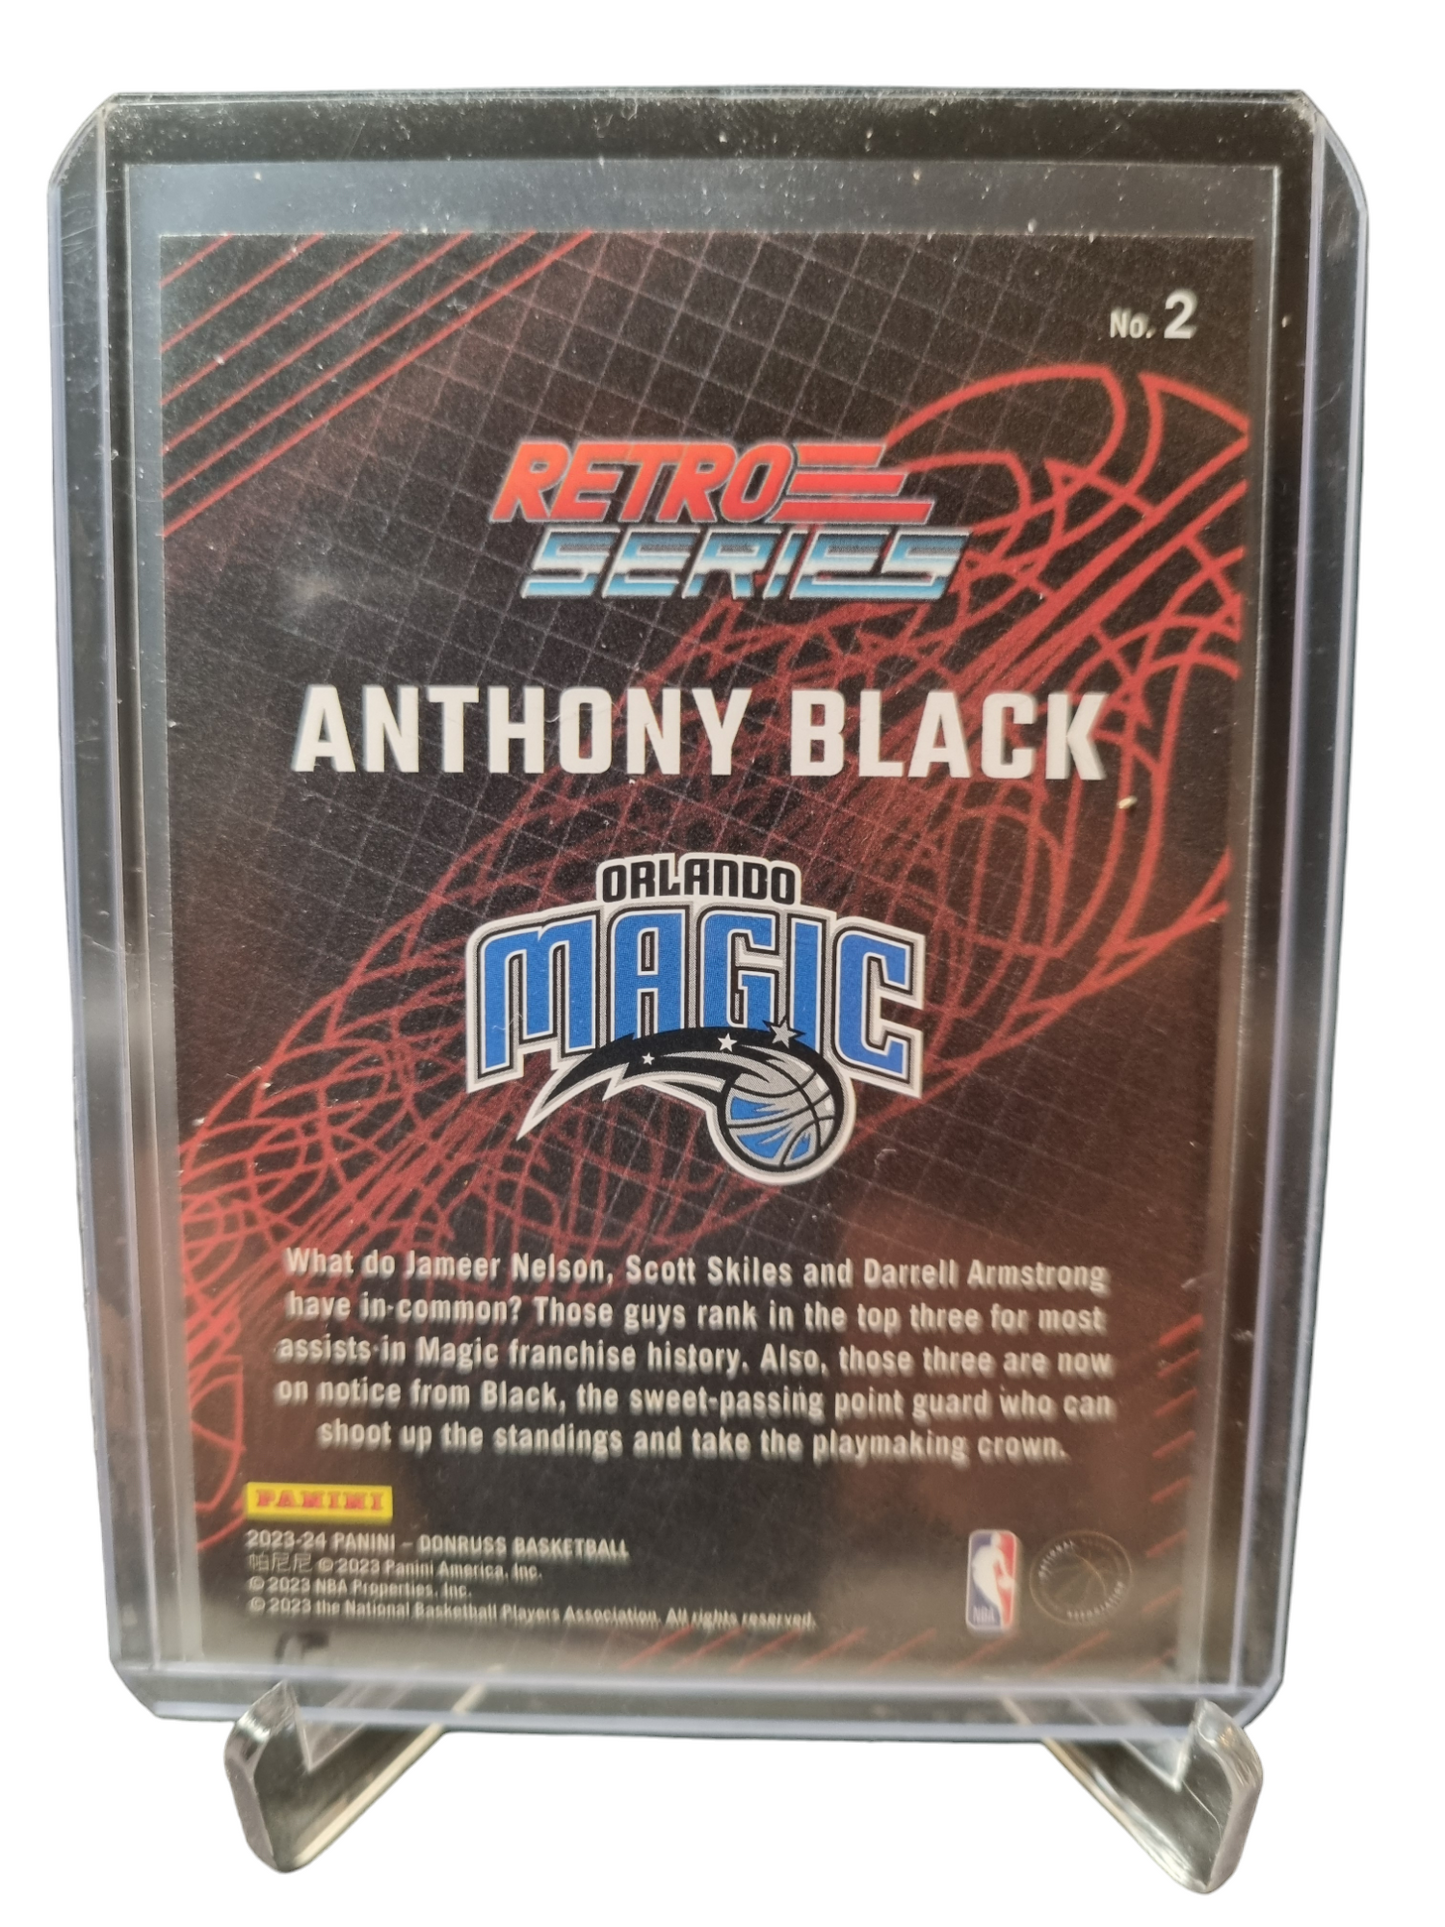 No. 2
RETRO
SERIES
ANTHONY BLACK
ORLANDO
MAGIC
What do Jameer Nelson, Scott Skiles and Darrell Armstrong
have in common? Those guys rank in the top three for most
assists in Magic franchise history. Also, those three are now
on notice from Black, the sweet-passing point guard who can
shoot up the standings and take the playmaking crown.
PANINI
2023-24 PANINI – DONRUSS BASKETBALL
帕尼尼 © 2023 Panini America, Inc.
© 2023 NBA Properties, Inc.
© 2023 the National Basketball Players Association. All rights reserved.
NBA